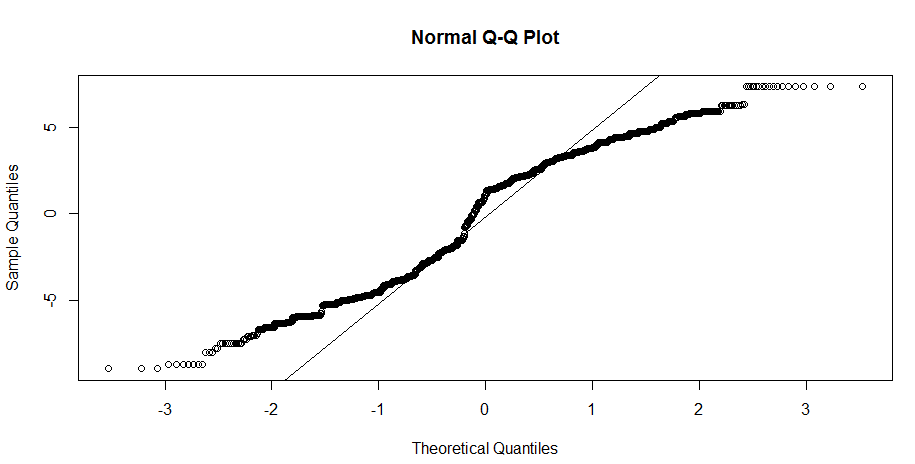 Normal Q-Q Plot
Sample Quantiles
5
0
-5
-3 -2 -1 0 1 2 3
Theoretical Quantiles